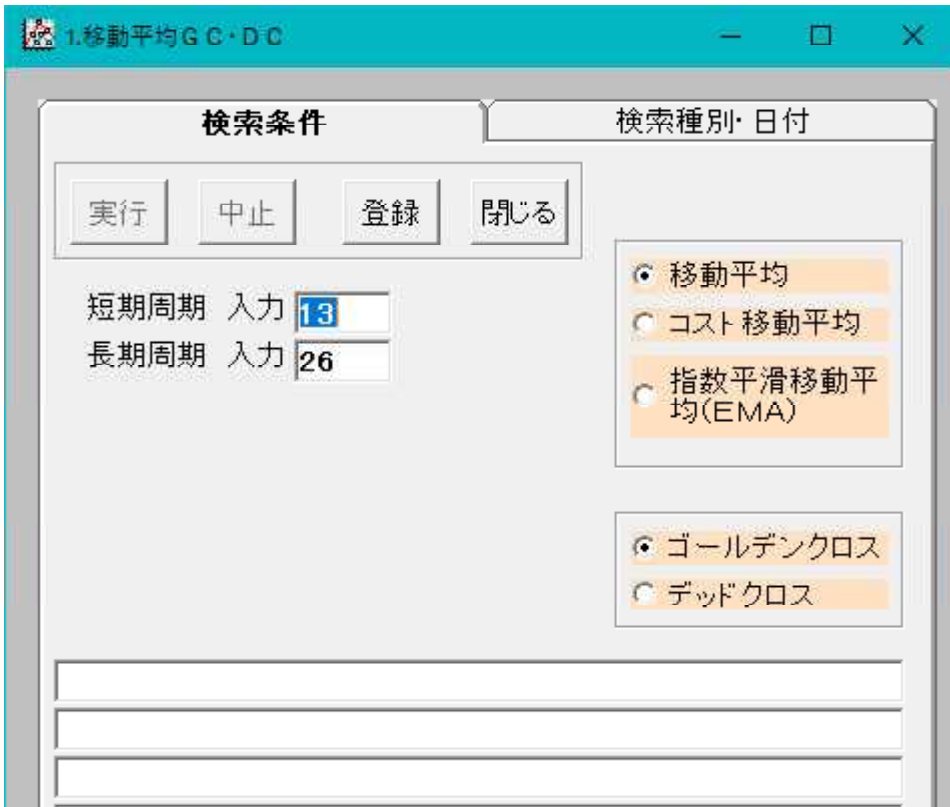 1.移動平均GC・DC
検索条件
検索種別・日付
実行 中止 登録 閉じる
短期周期 入力 13
長期周期 入力 26
移動平均
コスト移動平均
指数平滑移動平
均(EMA)
ゴールデンクロス
デッドクロス